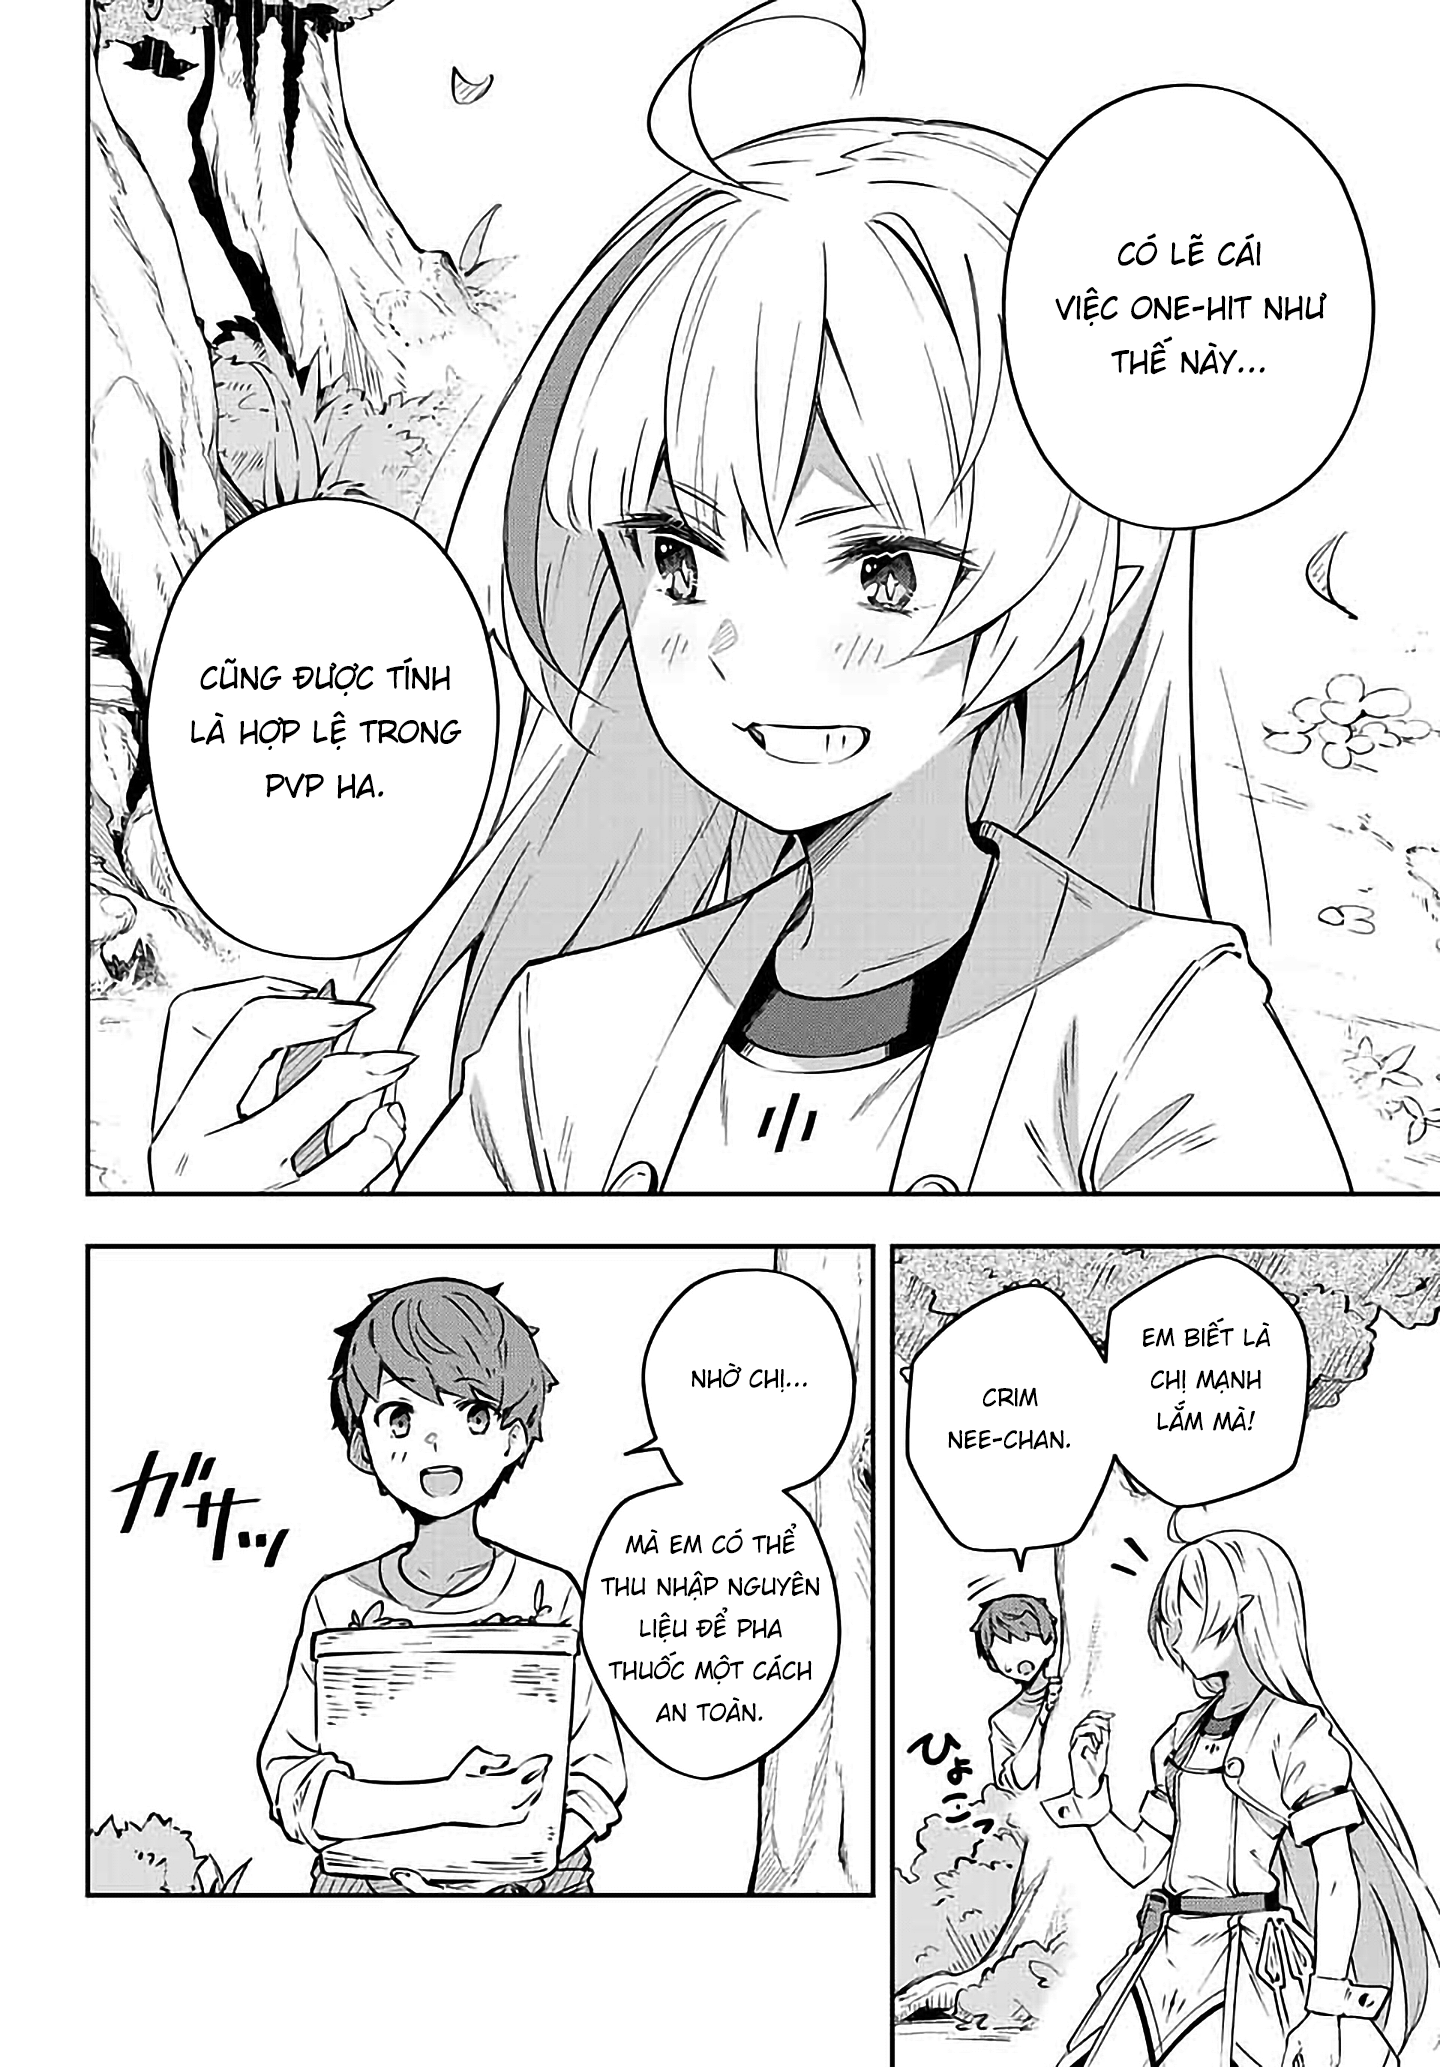 CÓ LẼ CÁI
VIỆC ONE-HIT NHƯ
THẾ NÀY...
CŨNG ĐƯỢC TÍNH
LÀ HỢP LỆ TRONG
PVP HA.
EM BIẾT LÀ
CHỊ MẠNH
LẮM MÀ!
CRIM
NEE-CHAN.
ひょこっ
NHỜ CHỊ...
MÀ EM CÓ THỂ
THU NHẬP NGUYÊN
LIỆU ĐỂ PHA
THUỐC MỘT CÁCH
AN TOÀN.
ガサッ